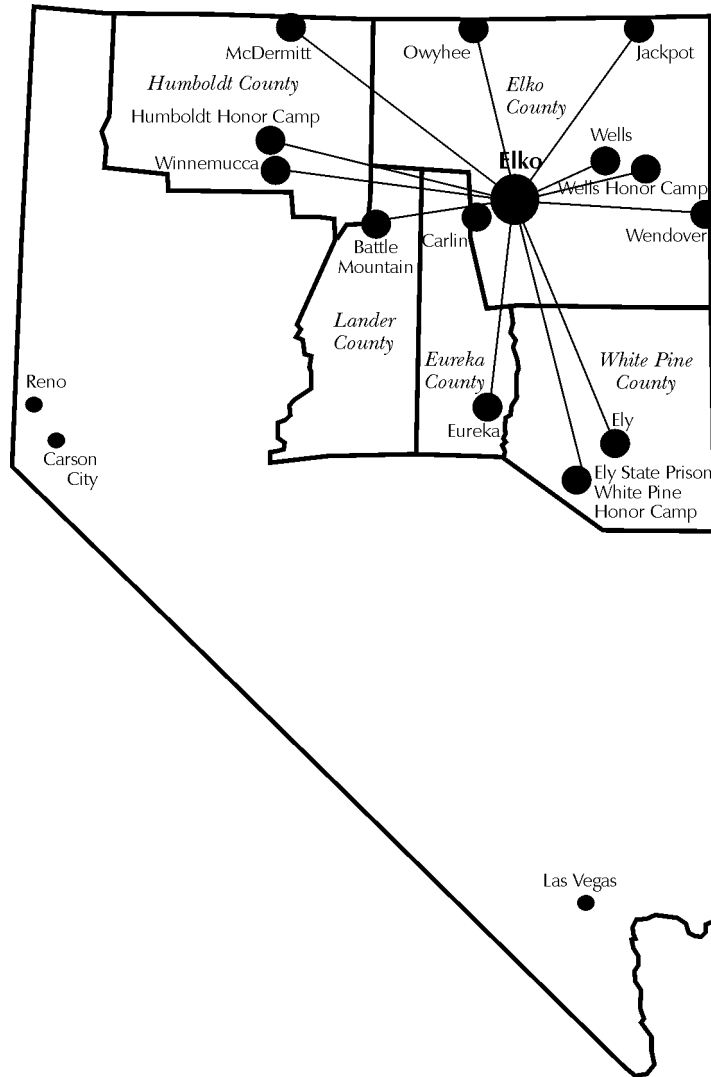 McDermitt
Owyhee
Jackpot
Humboldt County
Elko
County
Humboldt Honor Camp
Wells
Elko
Winnemucca
Wells Honor Camp
Carlin
Wendover
Battle
Mountain
Lander
County
Eureka
County
White Pine
County
Reno
Ely
Eureka
Carson
City
Ely State Prison
White Pine
Honor Camp
Las Vegas